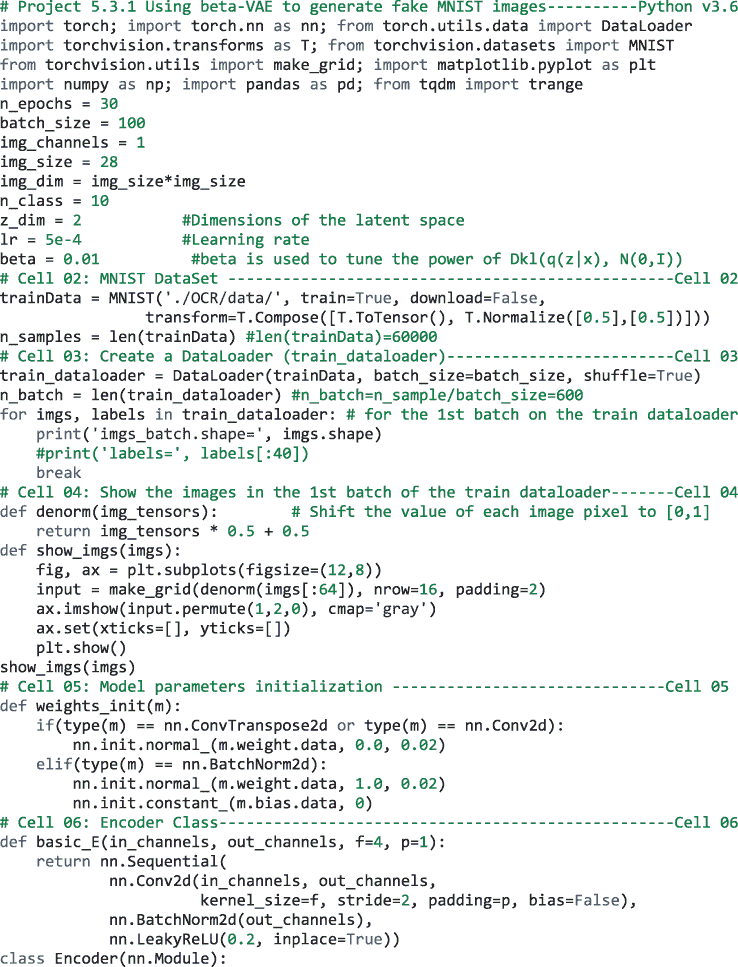 # Project 5.3.1 Using beta-VAE to generate fake MNIST images----------Python v3.6
import torch; import torch.nn as nn; from torch.utils.data import DataLoader
import torchvision.transforms as T; from torchvision.datasets import MNIST
from torchvision.utils import make_grid; import matplotlib.pyplot as plt
import numpy as np; import pandas as pd; from tqdm import trange
n_epochs = 30
batch_size = 100
img_channels = 1
img_size = 28
img_dim = img_size*img_size
n_class = 10
z_dim = 2           #Dimensions of the latent space
lr = 5e-4           #Learning rate
beta = 0.01          #beta is used to tune the power of Dkl(q(z|x), N(0,I))
# Cell 02: MNIST DataSet -------------------------------------------------Cell 02
trainData = MNIST('./OCR/data/', train=True, download=False,
                transform=T.Compose([T.ToTensor(), T.Normalize([0.5],[0.5])]))
n_samples = len(trainData) #len(trainData)=60000
# Cell 03: Create a DataLoader (train_dataloader)-------------------------Cell 03
train_dataloader = DataLoader(trainData, batch_size=batch_size, shuffle=True)
n_batch = len(train_dataloader) #n_batch=n_sample/batch_size=600
for imgs, labels in train_dataloader: # for the 1st batch on the train dataloader
    print('imgs_batch.shape=', imgs.shape)
    #print('labels=', labels[:40])
    break
# Cell 04: Show the images in the 1st batch of the train dataloader-------Cell 04
def denorm(img_tensors):        # Shift the value of each image pixel to [0,1]
    return img_tensors * 0.5 + 0.5
def show_imgs(imgs):
    fig, ax = plt.subplots(figsize=(12,8))
    input = make_grid(denorm(imgs[:64]), nrow=16, padding=2)
    ax.imshow(input.permute(1,2,0), cmap='gray')
    ax.set(xticks=[], yticks=[])
    plt.show()
show_imgs(imgs)
# Cell 05: Model parameters initialization ------------------------------Cell 05
def weights_init(m):
    if(type(m) == nn.ConvTranspose2d or type(m) == nn.Conv2d):
        nn.init.normal_(m.weight.data, 0.0, 0.02)
    elif(type(m) == nn.BatchNorm2d):
        nn.init.normal_(m.weight.data, 1.0, 0.02)
        nn.init.constant_(m.bias.data, 0)
# Cell 06: Encoder Class--------------------------------------------------Cell 06
def basic_E(in_channels, out_channels, f=4, p=1):
    return nn.Sequential(
            nn.Conv2d(in_channels, out_channels,
                      kernel_size=f, stride=2, padding=p, bias=False),
            nn.BatchNorm2d(out_channels),
            nn.LeakyReLU(0.2, inplace=True))
class Encoder(nn.Module):